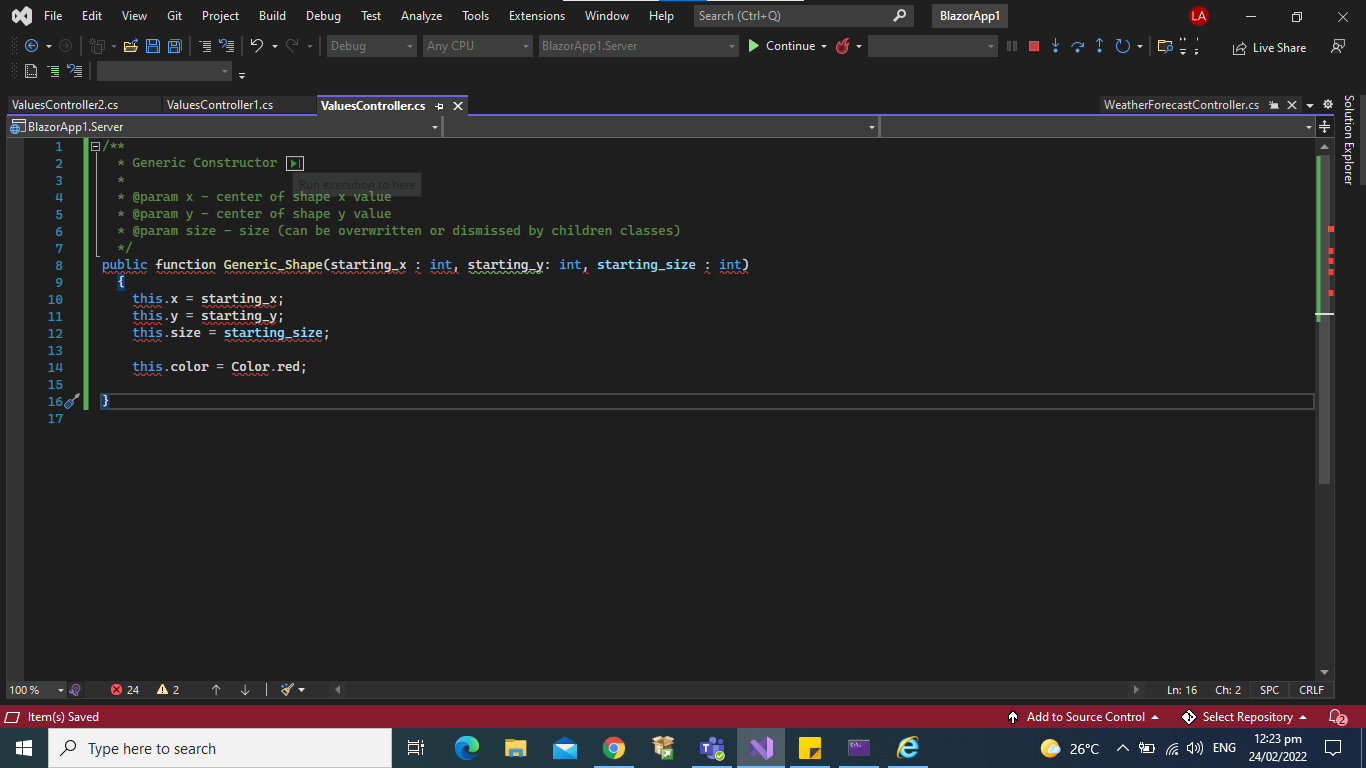 File Edit View Git Project Build Debug Test Analyze Tools Extensions Window Help Search (Ctrl+Q) BlazorApp1 LA
Debug Any CPU BlazorApp1.Server Continue Live Share
ValuesController2.cs ValuesController1.cs ValuesController.cs WeatherForecastController.cs
Solution Explorer
BlazorApp1.Server
1 /**
2 * Generic Constructor
3 *
Run execution to here
4 * @param x - center of shape x value
5 * @param y - center of shape y value
6 * @param size - size (can be overwritten or dismissed by children classes)
7 */
8 public function Generic_Shape(starting_x : int, starting_y: int, starting_size : int)
9 {
10 this.x = starting_x;
11 this.y = starting_y;
12 this.size = starting_size;
13
14 this.color = Color.red;
15
16 }
17
100 % 24 2 Ln: 16 Ch: 2 SPC CRLF
Item(s) Saved Add to Source Control Select Repository 2
Type here to search 26°C ENG 12:23 pm
24/02/2022